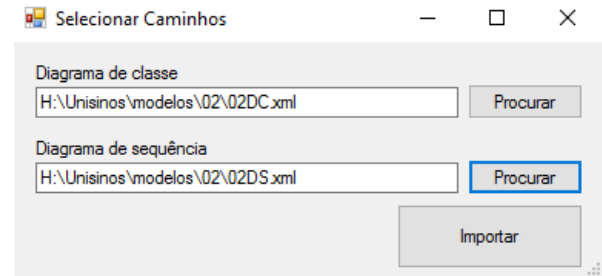 Selecionar Caminhos
Diagrama de classe
H:\Unisinos\modelos\02\02DC.xml Procurar
Diagrama de sequência
H:\Unisinos\modelos\02\02DS.xml Procurar
Importar